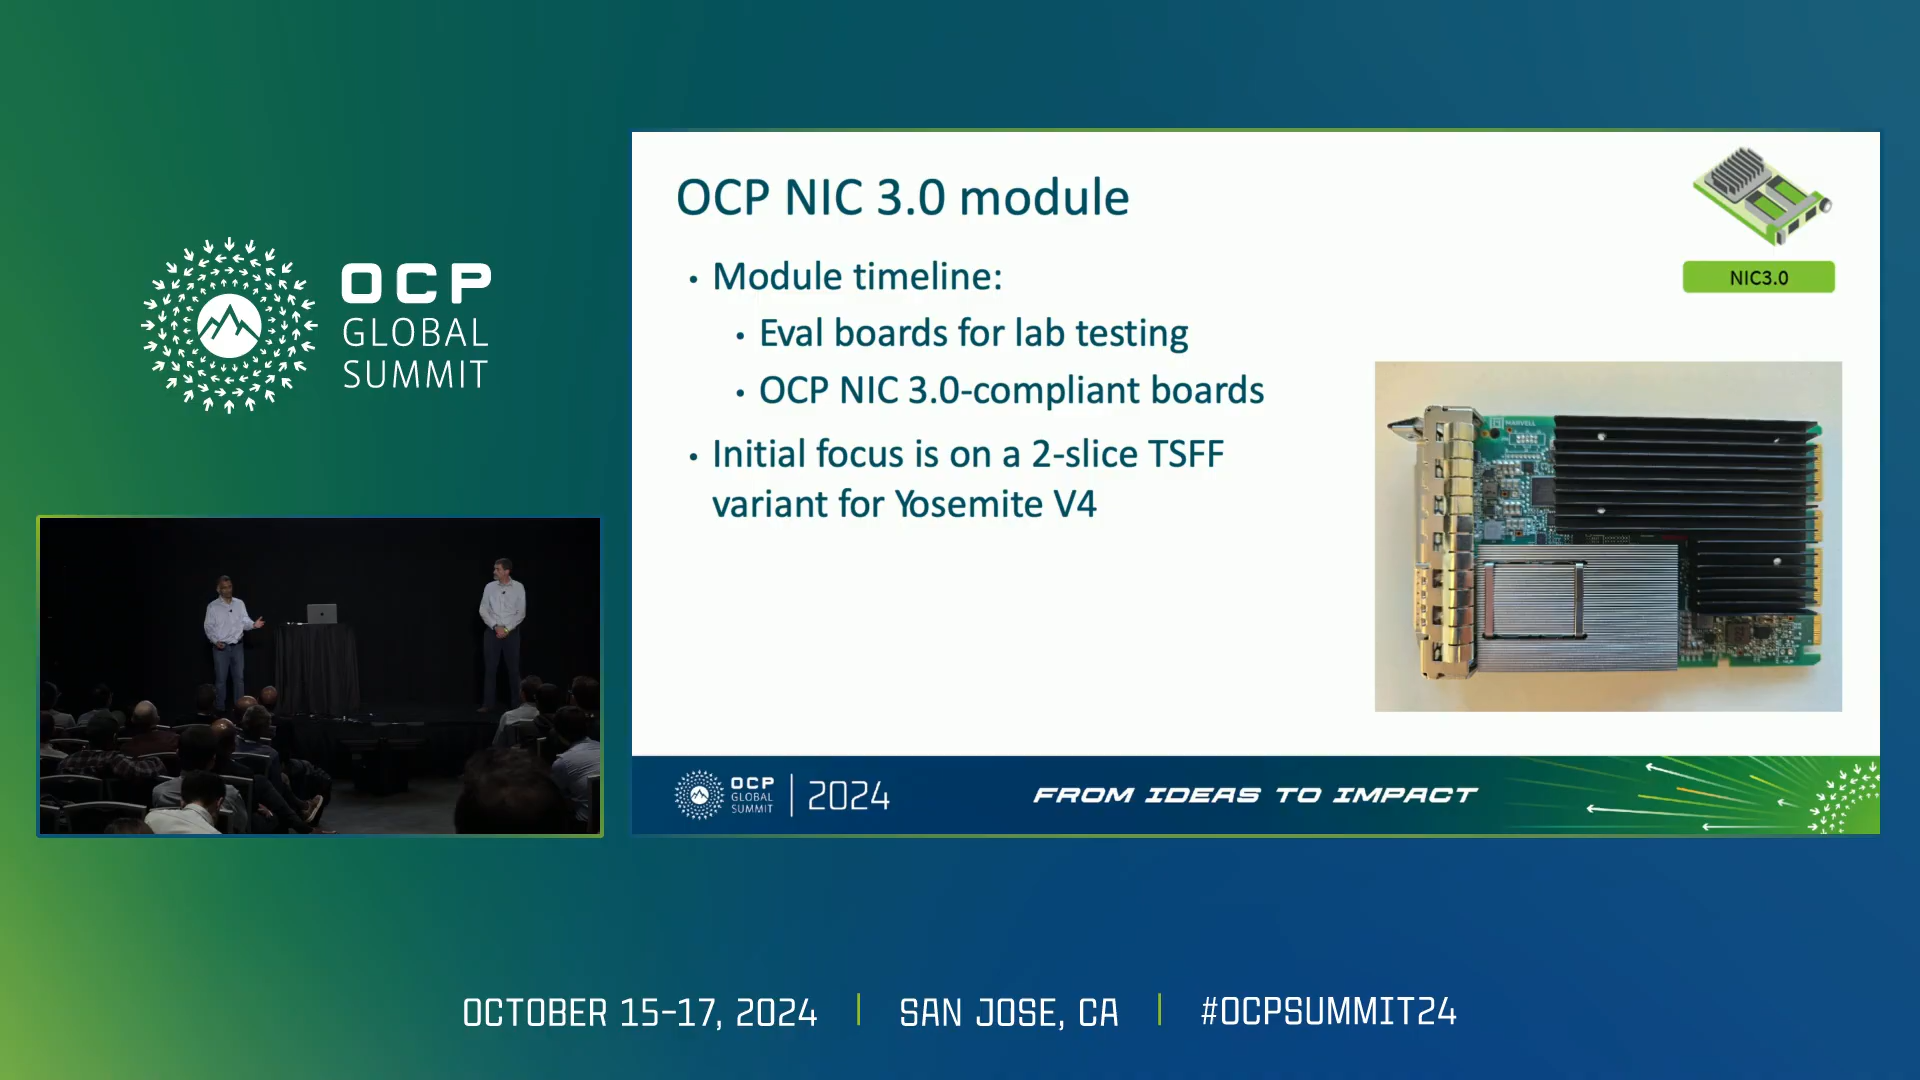 OCP
GLOBAL
SUMMIT
OCP NIC 3.0 module
• Module timeline:
• Eval boards for lab testing
• OCP NIC 3.0-compliant boards
• Initial focus is on a 2-slice TSFF
variant for Yosemite V4
NIC3.0
MARVELL
OCP
GLOBAL
SUMMIT
2024
FROM IDEAS TO IMPACT
OCTOBER 15-17, 2024
SAN JOSE, CA
#OCPSUMMIT24